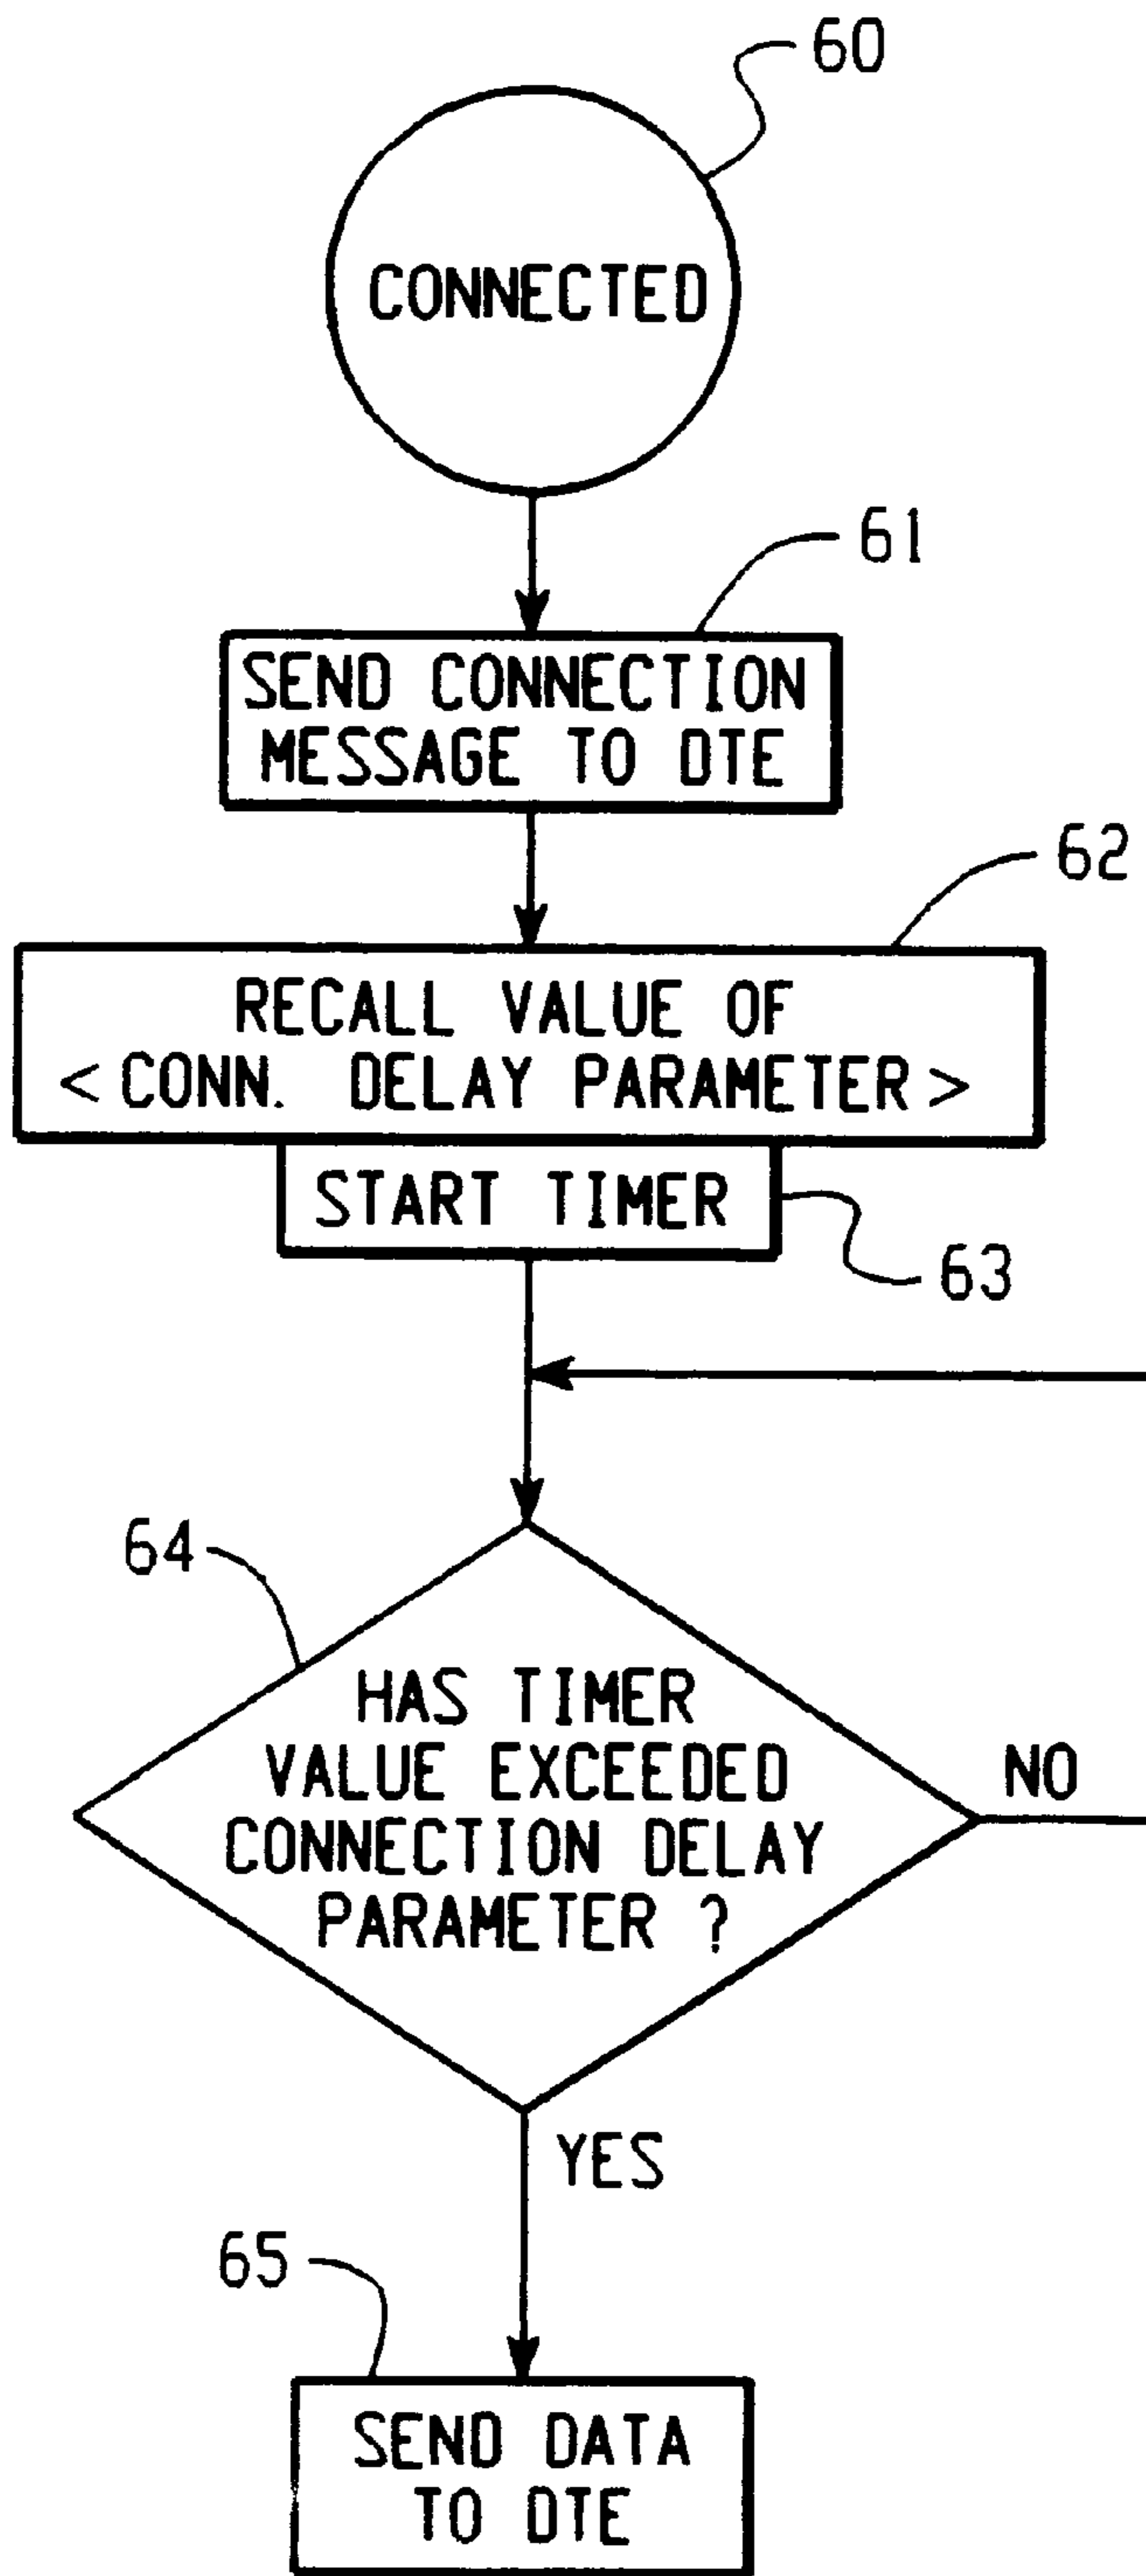 60
CONNECTED
61
SEND CONNECTION
MESSAGE TO DTE
62
RECALL VALUE OF
< CONN. DELAY PARAMETER >
START TIMER
63
64
HAS TIMER
VALUE EXCEEDED
CONNECTION DELAY
PARAMETER ?
NO
YES
65
SEND DATA
TO DTE